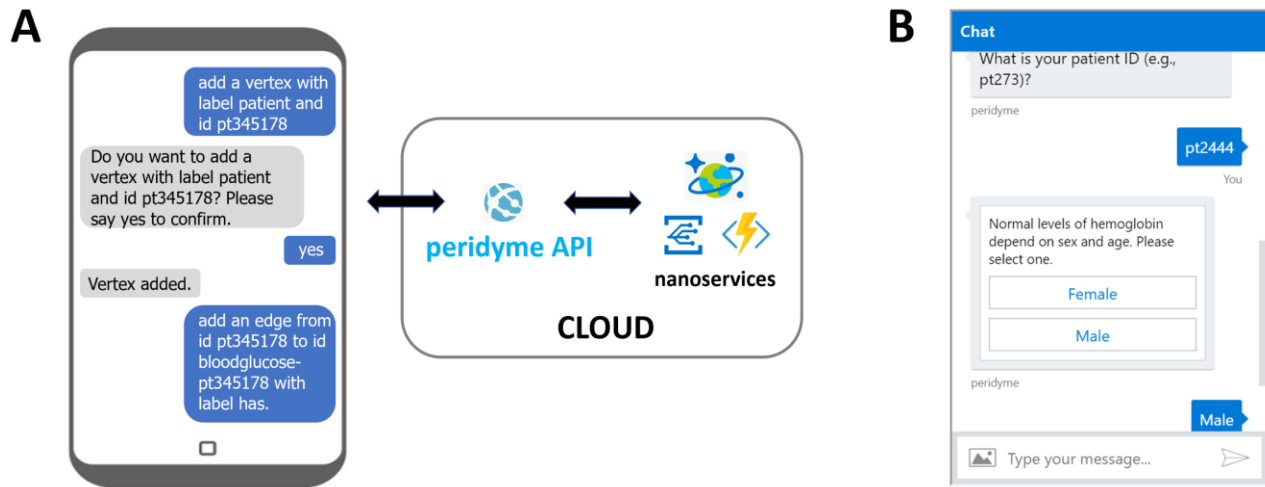 A
add a vertex with
label patient and
id pt345178
Do you want to add a
vertex with label patient
and id pt345178? Please
say yes to confirm.
yes
Vertex added.
add an edge from
id pt345178 to id
bloodglucose-
pt345178 with
label has.
peridyme API
nanoservices
CLOUD
B
Chat
What is your patient ID (e.g.,
pt273)?
peridyme
pt2444
You
Normal levels of hemoglobin
depend on sex and age. Please
select one.
Female
Male
peridyme
Male
Type your message...